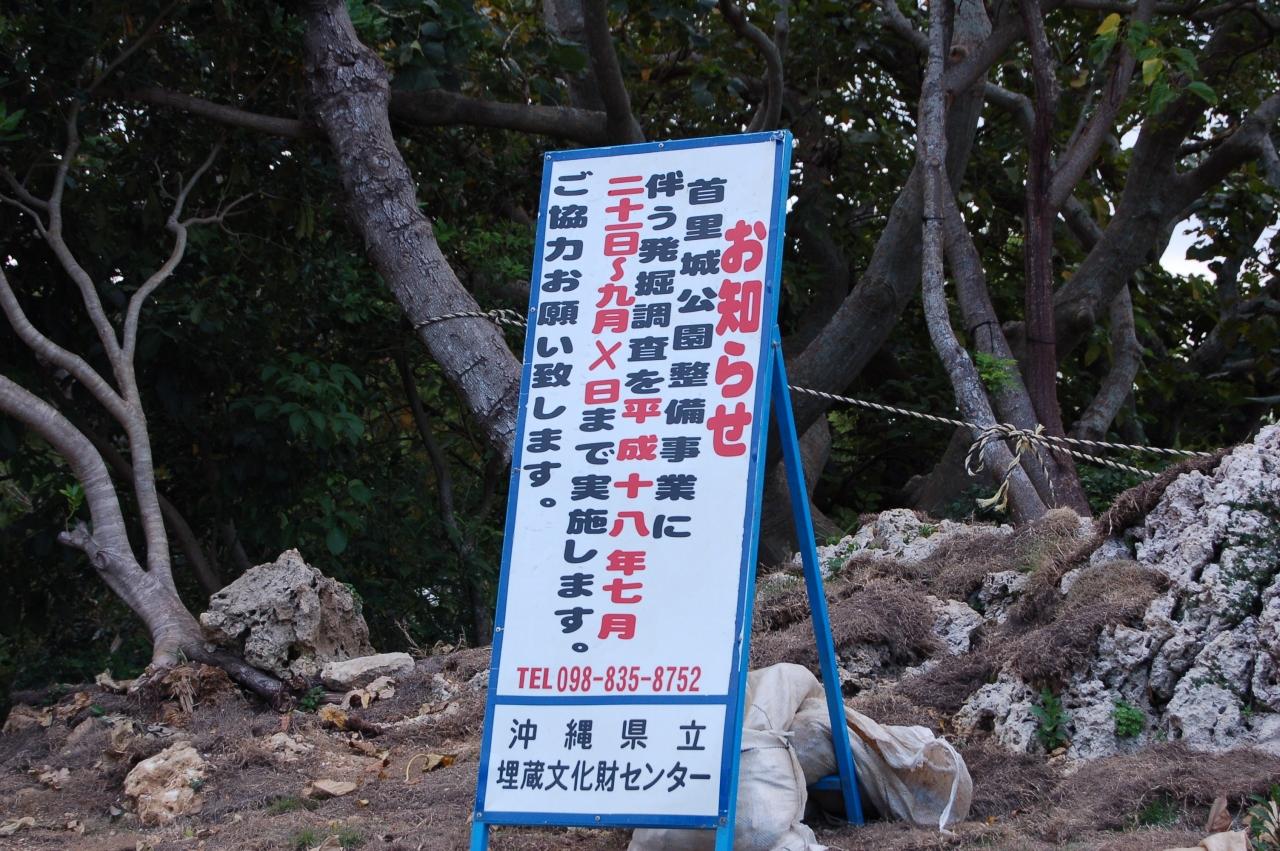 お知らせ
首里城公園整備事業に
伴う発掘調査を平成十八年七月
二十一日～九月×日まで実施します。
ご協力お願い致します。
TEL 098-835-8752
沖縄県立
埋蔵文化財センター